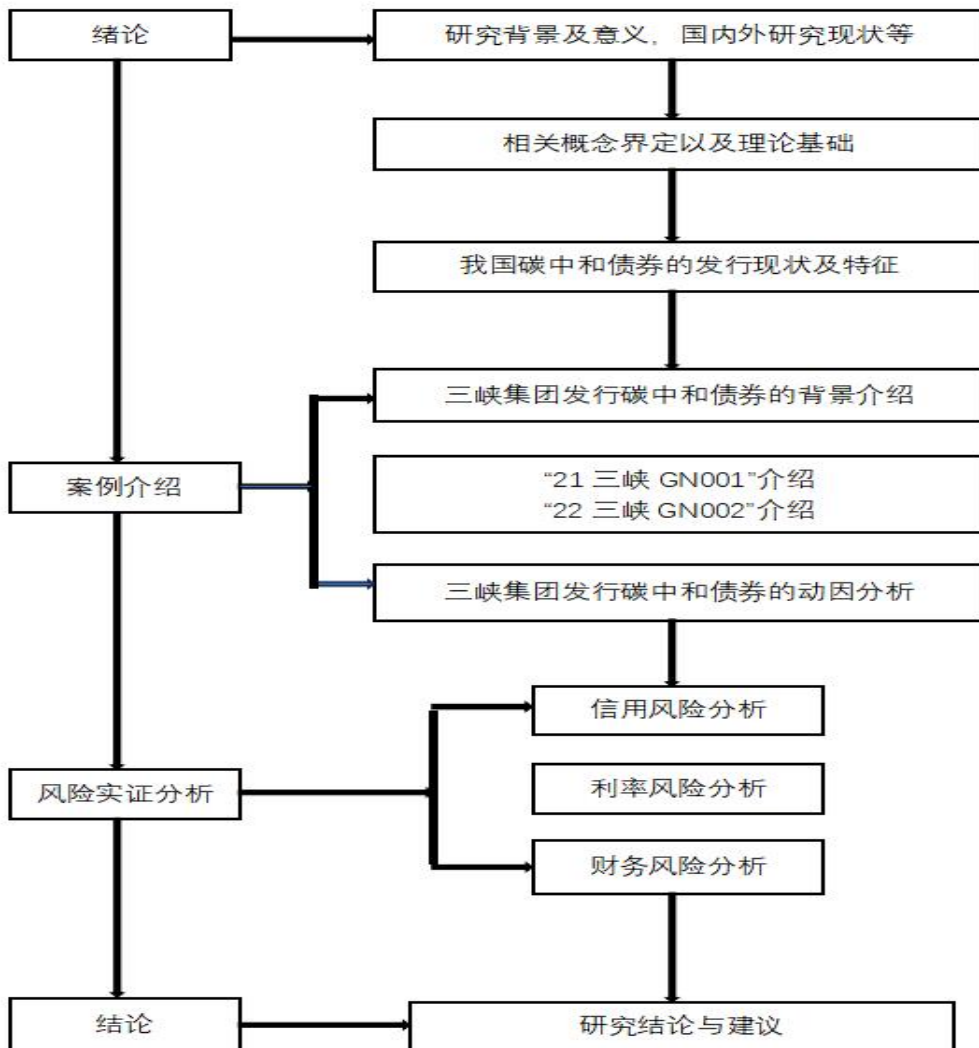 绪论
研究背景及意义，国内外研究现状等
相关概念界定以及理论基础
我国碳中和债券的发行现状及特征
三峡集团发行碳中和债券的背景介绍
案例介绍
“21 三峡 GN001”介绍
“22 三峡 GN002”介绍
三峡集团发行碳中和债券的动因分析
信用风险分析
风险实证分析
利率风险分析
财务风险分析
结论
研究结论与建议